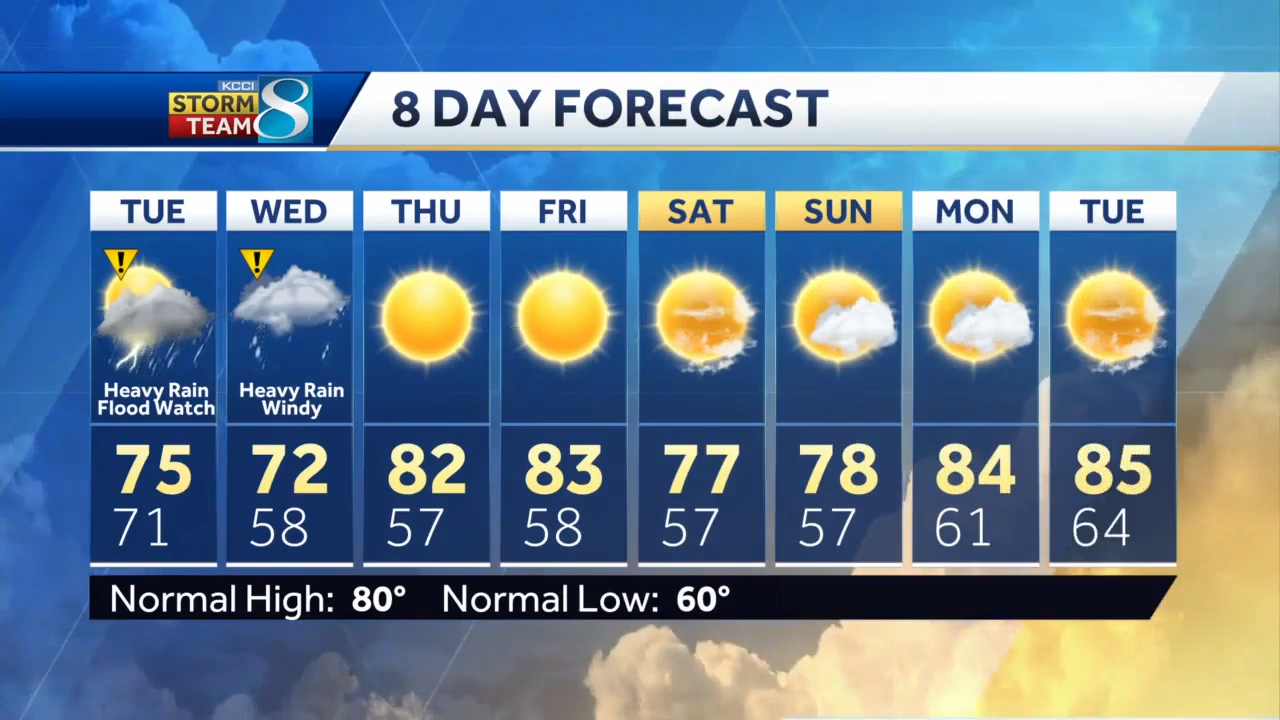 KCCI
STORM
TEAM 8
8 DAY FORECAST
TUE WED THU FRI SAT SUN MON TUE
! !
Heavy Rain Heavy Rain
Flood Watch Windy
75 72 82 83 77 78 84 85
71 58 57 58 57 57 61 64
Normal High: 80° Normal Low: 60°